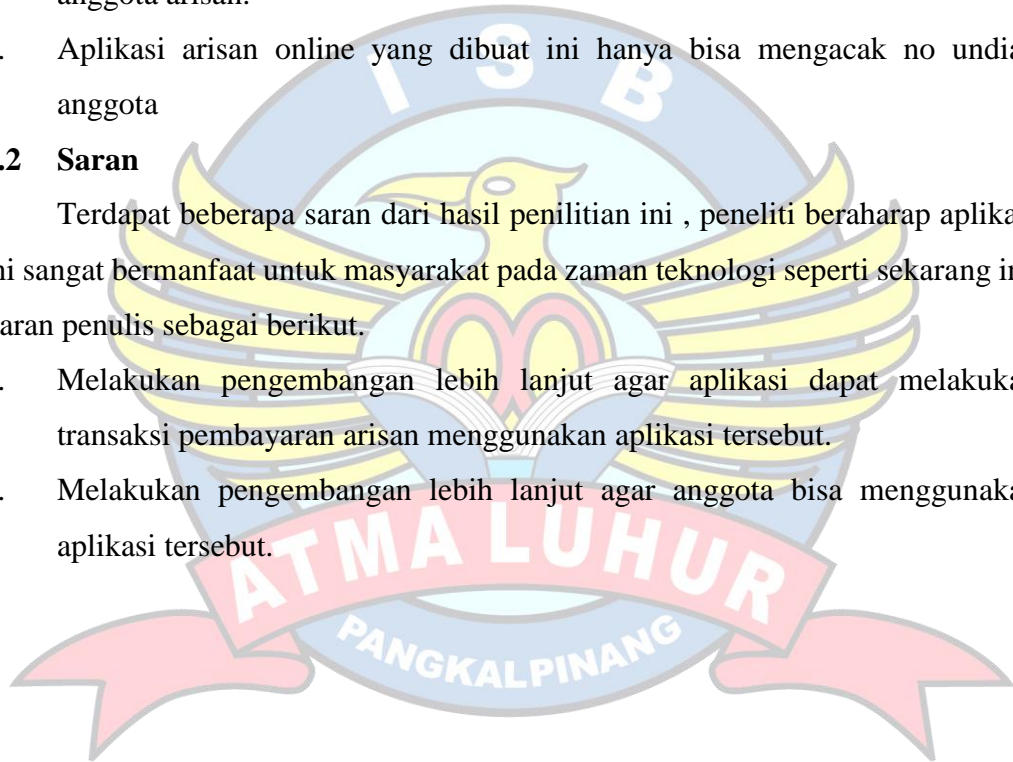 anggota arisan.
. Aplikasi arisan online yang dibuat ini hanya bisa mengacak no undia
anggota
.2 Saran
Terdapat beberapa saran dari hasil penilitian ini , peneliti beraharap aplika
ni sangat bermanfaat untuk masyarakat pada zaman teknologi seperti sekarang in
aran penulis sebagai berikut.
. Melakukan pengembangan lebih lanjut agar aplikasi dapat melakuka
transaksi pembayaran arisan menggunakan aplikasi tersebut.
. Melakukan pengembangan lebih lanjut agar anggota bisa menggunaka
aplikasi tersebut.
I S B
ATMA LUHUR
PANGKALPINANG